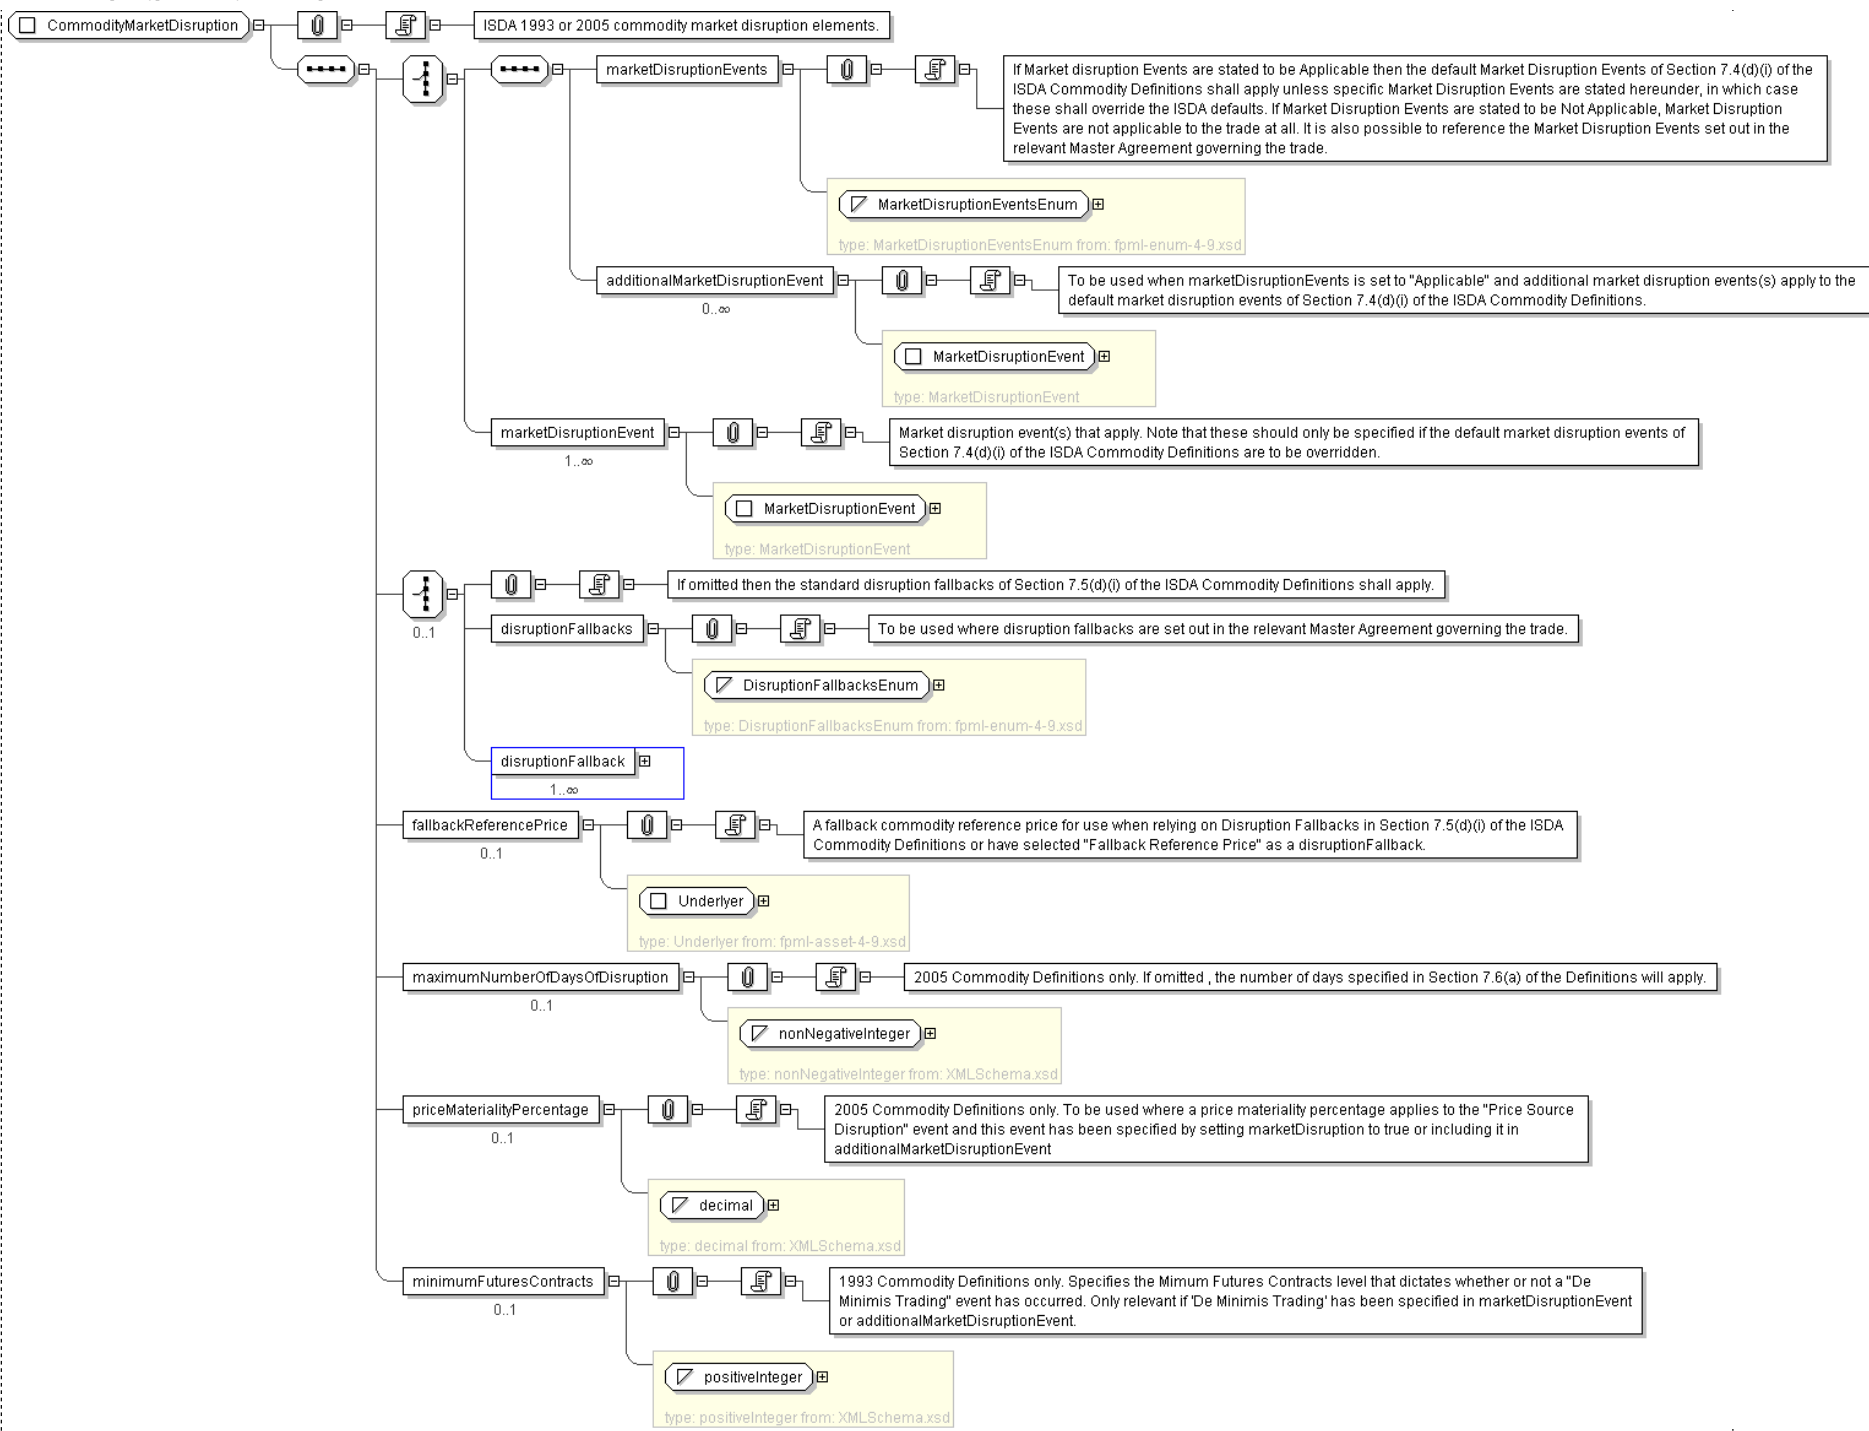 CommodityMarketDisruption
ISDA 1993 or 2005 commodity market disruption elements.
marketDisruptionEvents
If Market disruption Events are stated to be Applicable then the default Market Disruption Events of Section 7.4(d)(i) of the
ISDA Commodity Definitions shall apply unless specific Market Disruption Events are stated hereunder, in which case
these shall override the ISDA defaults. If Market Disruption Events are stated to be Not Applicable, Market Disruption
Events are not applicable to the trade at all. It is also possible to reference the Market Disruption Events set out in the
relevant Master Agreement governing the trade.
MarketDisruptionEventsEnum
type: MarketDisruptionEventsEnum from: fpml-enum-4-9.xsd
additionalMarketDisruptionEvent
0..∞
To be used when marketDisruptionEvents is set to "Applicable" and additional market disruption events(s) apply to the
default market disruption events of Section 7.4(d)(i) of the ISDA Commodity Definitions.
MarketDisruptionEvent
type: MarketDisruptionEvent
marketDisruptionEvent
1..∞
Market disruption event(s) that apply. Note that these should only be specified if the default market disruption events of
Section 7.4(d)(i) of the ISDA Commodity Definitions are to be overridden.
MarketDisruptionEvent
type: MarketDisruptionEvent
0..1
If omitted then the standard disruption fallbacks of Section 7.5(d)(i) of the ISDA Commodity Definitions shall apply.
disruptionFallbacks
To be used where disruption fallbacks are set out in the relevant Master Agreement governing the trade.
DisruptionFallbacksEnum
type: DisruptionFallbacksEnum from: fpml-enum-4-9.xsd
disruptionFallback
1..∞
fallbackReferencePrice
0..1
A fallback commodity reference price for use when relying on Disruption Fallbacks in Section 7.5(d)(i) of the ISDA
Commodity Definitions or have selected "Fallback Reference Price" as a disruptionFallback.
Underlyer
type: Underlyer from: fpml-asset-4-9.xsd
maximumNumberOfDaysOfDisruption
0..1
2005 Commodity Definitions only. If omitted , the number of days specified in Section 7.6(a) of the Definitions will apply.
nonNegativeInteger
type: nonNegativeInteger from: XMLSchema.xsd
priceMaterialityPercentage
0..1
2005 Commodity Definitions only. To be used where a price materiality percentage applies to the "Price Source
Disruption" event and this event has been specified by setting marketDisruption to true or including it in
additionalMarketDisruptionEvent
decimal
type: decimal from: XMLSchema.xsd
minimumFuturesContracts
0..1
1993 Commodity Definitions only. Specifies the Mimum Futures Contracts level that dictates whether or not a "De
Minimis Trading" event has occurred. Only relevant if 'De Minimis Trading' has been specified in marketDisruptionEvent
or additionalMarketDisruptionEvent.
positiveInteger
type: positiveInteger from: XMLSchema.xsd